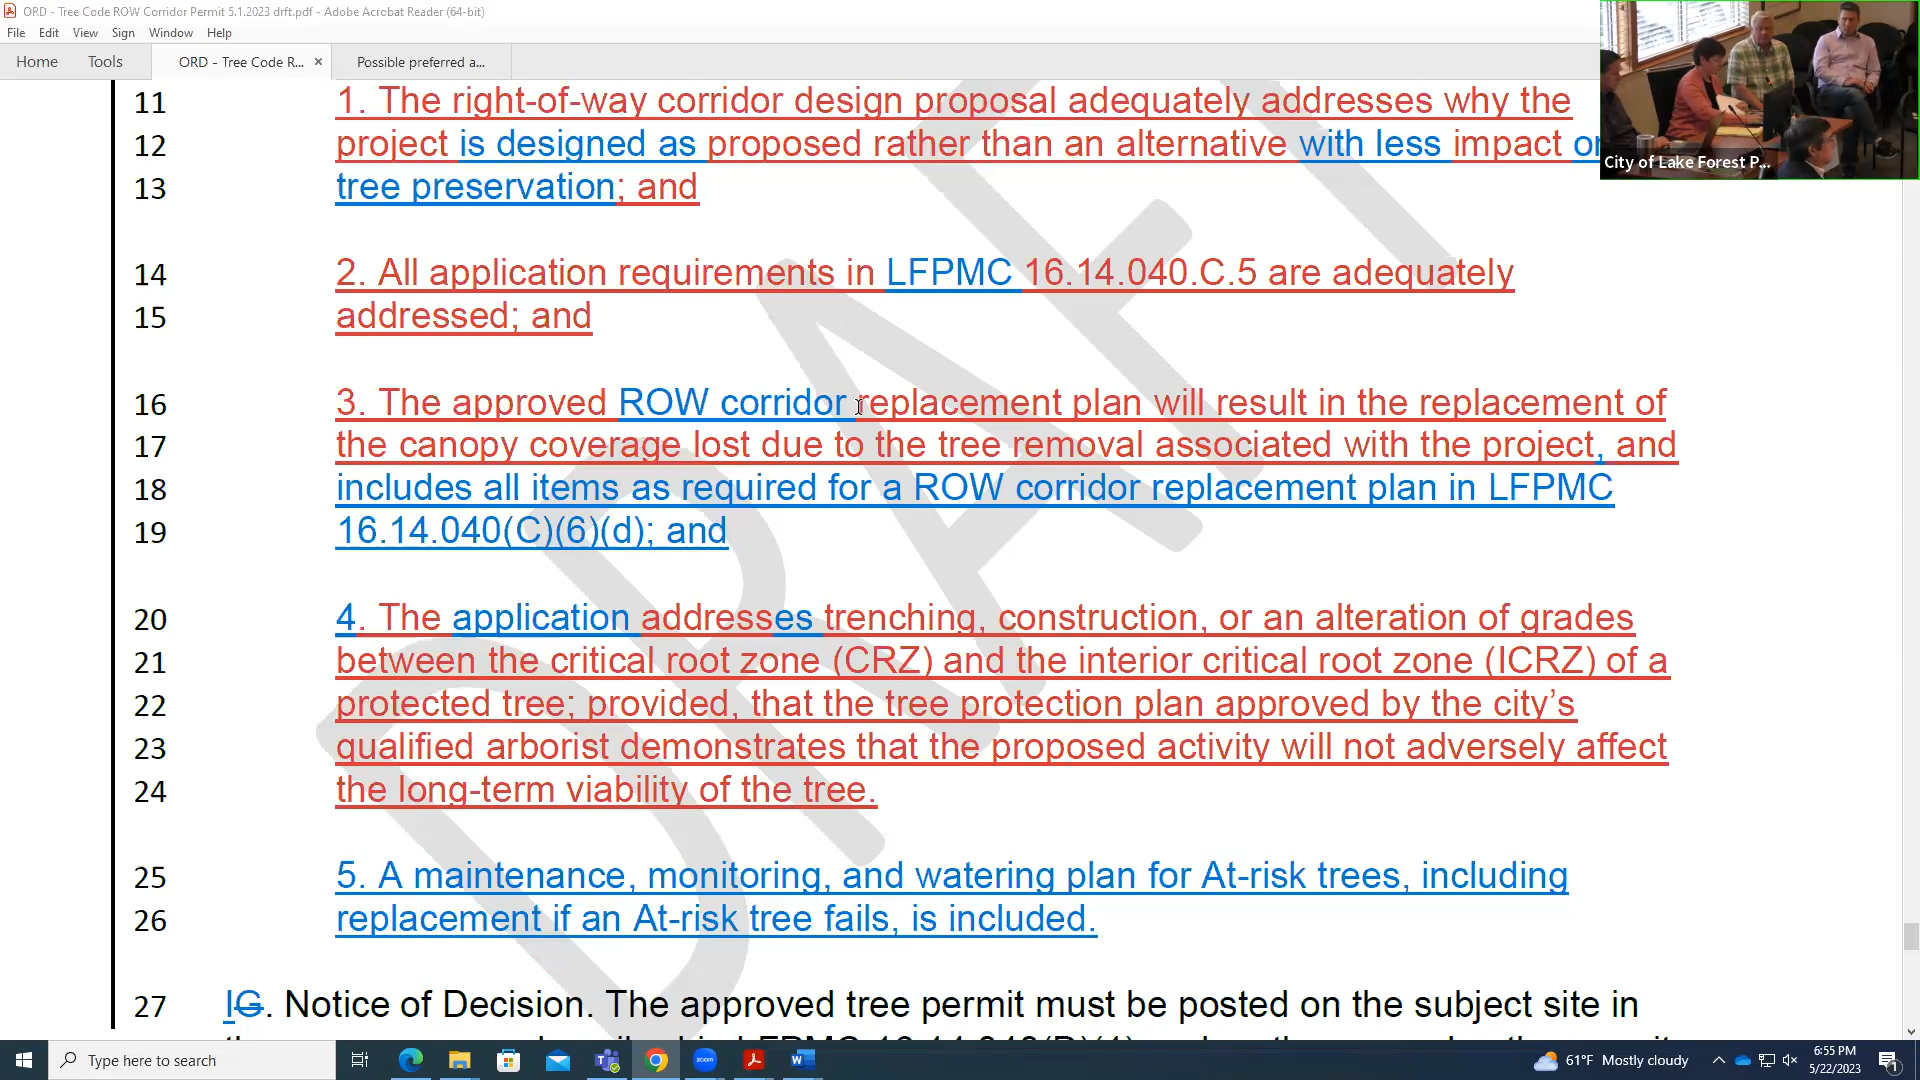 ORD - Tree Code ROW Corridor Permit 5.1.2023 drft.pdf - Adobe Acrobat Reader (64-bit)
File Edit View Sign Window Help
Home Tools ORD - Tree Code R... × Possible preferred a...
11 1. The right-of-way corridor design proposal adequately addresses why the
12 project is designed as proposed rather than an alternative with less impact
13 tree preservation; and
14 2. All application requirements in LFPMC 16.14.040.C.5 are adequately
15 addressed; and
16 3. The approved ROW corridor replacement plan will result in the replacement of
17 the canopy coverage lost due to the tree removal associated with the project, and
18 includes all items as required for a ROW corridor replacement plan in LFPMC
19 16.14.040(C)(6)(d); and
20 4. The application addresses trenching, construction, or an alteration of grades
21 between the critical root zone (CRZ) and the interior critical root zone (ICRZ) of a
22 protected tree; provided, that the tree protection plan approved by the city's
23 qualified arborist demonstrates that the proposed activity will not adversely affect
24 the long-term viability of the tree.
25 5. A maintenance, monitoring, and watering plan for At-risk trees, including
26 replacement if an At-risk tree fails, is included.
27 IG. Notice of Decision. The approved tree permit must be posted on the subject site in
DRAFT
City of Lake Forest P...
Type here to search
61°F Mostly cloudy
6:55 PM
5/22/2023